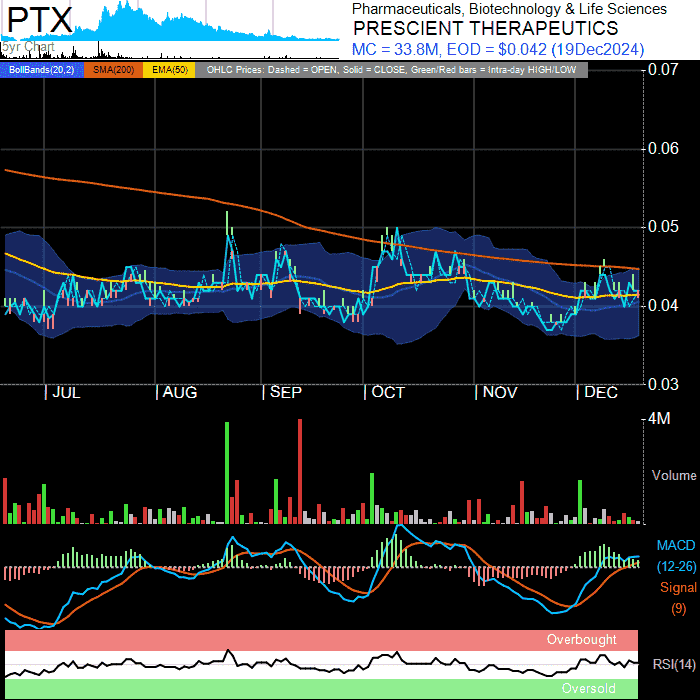 PTX
5yr Chart
Pharmaceuticals, Biotechnology & Life Sciences
PRESCIENT THERAPEUTICS
MC = 33.8M, EOD = $0.042 (19Dec2024)
BollBands(20,2) SMA(200) EMA(50) OHLC Prices: Dashed = OPEN, Solid = CLOSE, Green/Red bars = Intra-day HIGH/LOW
0.07
0.06
0.05
0.04
0.03
JUL AUG SEP OCT NOV DEC
4M
Volume
MACD
(12-26)
Signal
(9)
Overbought
RSI(14)
Oversold